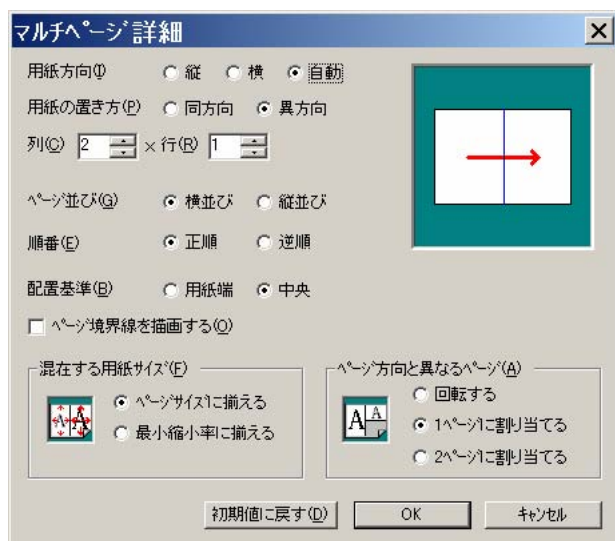 マルチページ詳細
用紙方向(I) 縦 横 自動
用紙の置き方(P) 同方向 異方向
列(C) 2 × 行(R) 1
ページ並び(G) 横並び 縦並び
順番(E) 正順 逆順
配置基準(B) 用紙端 中央
ページ境界線を描画する(O)
混在する用紙サイズ(F)
ページサイズに揃える
最小縮小率に揃える
ページ方向と異なるページ(A)
回転する
1ページに割り当てる
2ページに割り当てる
初期値に戻す(D) OK キャンセル